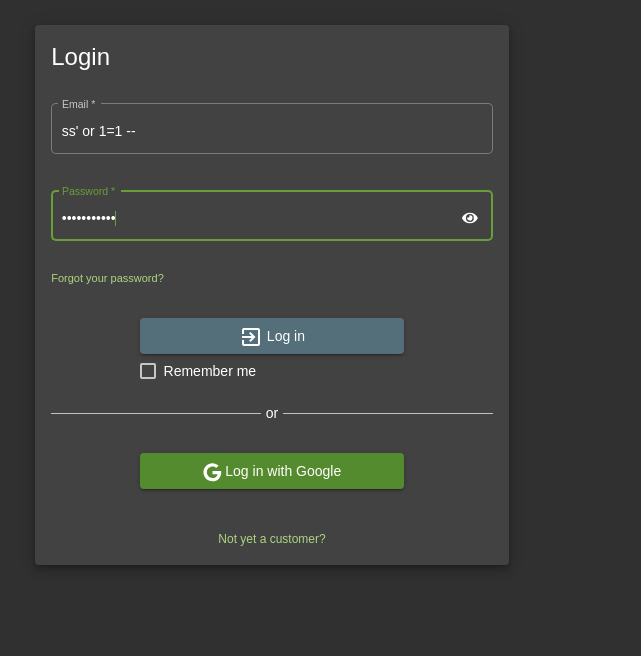 Login
Email *
ss' or 1=1 --
Password *
•••••••••••
Forgot your password?
Log in
Remember me
or
Log in with Google
Not yet a customer?